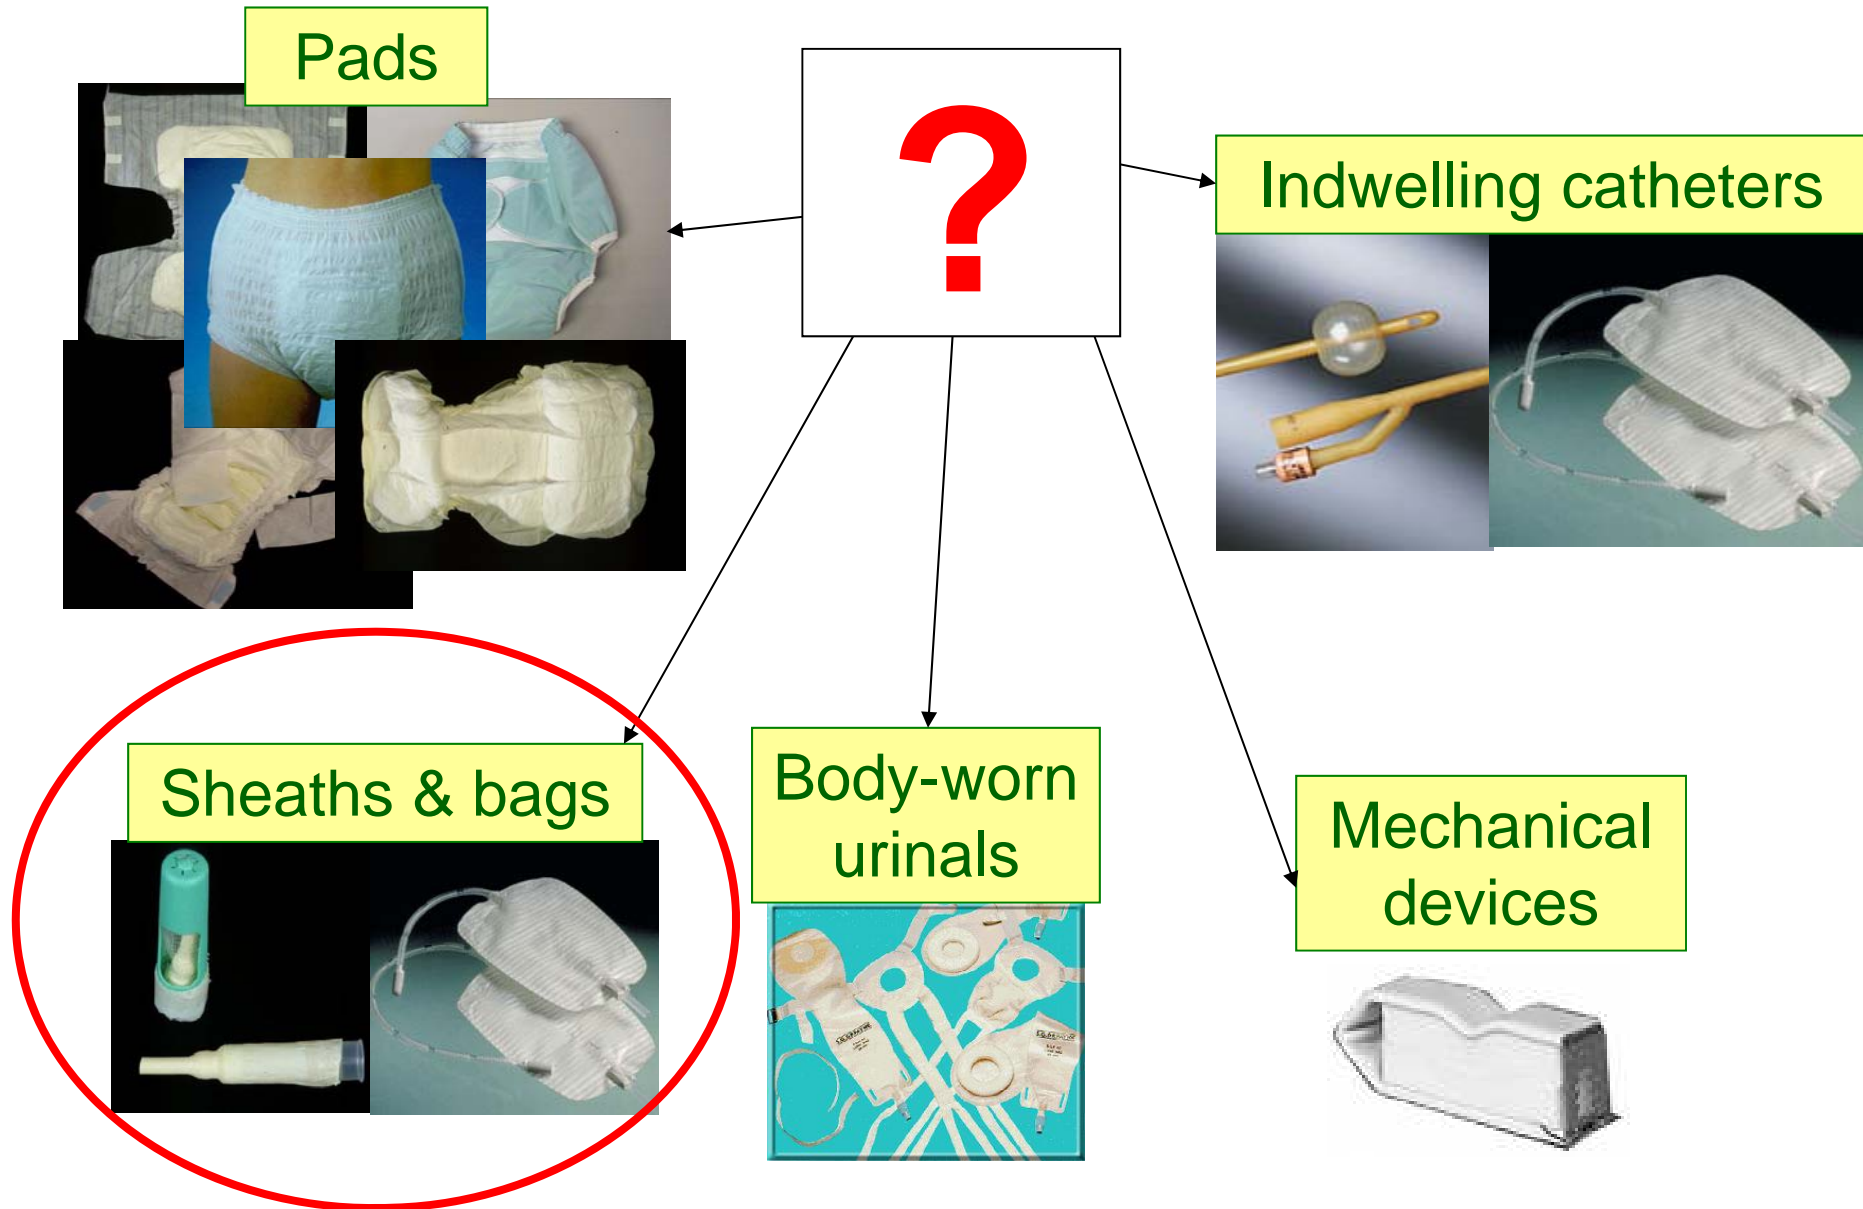 Pads
?
Indwelling catheters
Sheaths & bags
Body-worn
urinals
Mechanical
devices